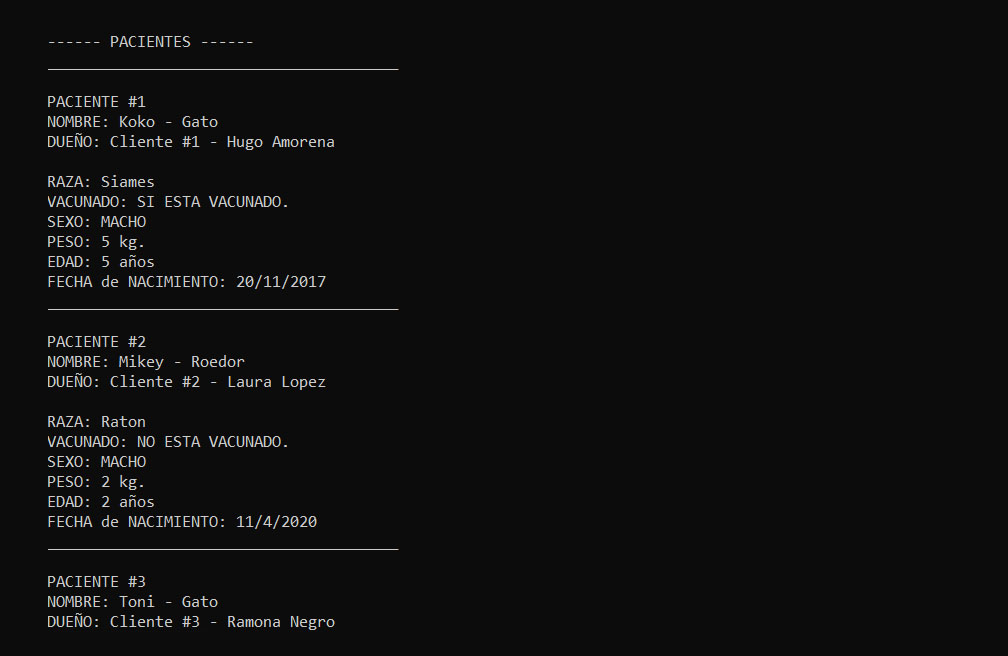 ------ PACIENTES ------
_______________________________________
PACIENTE #1
NOMBRE: Koko - Gato
DUEÑO: Cliente #1 - Hugo Amorena
RAZA: Siames
VACUNADO: SI ESTA VACUNADO.
SEXO: MACHO
PESO: 5 kg.
EDAD: 5 años
FECHA de NACIMIENTO: 20/11/2017
_______________________________________
PACIENTE #2
NOMBRE: Mikey - Roedor
DUEÑO: Cliente #2 - Laura Lopez
RAZA: Raton
VACUNADO: NO ESTA VACUNADO.
SEXO: MACHO
PESO: 2 kg.
EDAD: 2 años
FECHA de NACIMIENTO: 11/4/2020
_______________________________________
PACIENTE #3
NOMBRE: Toni - Gato
DUEÑO: Cliente #3 - Ramona Negro